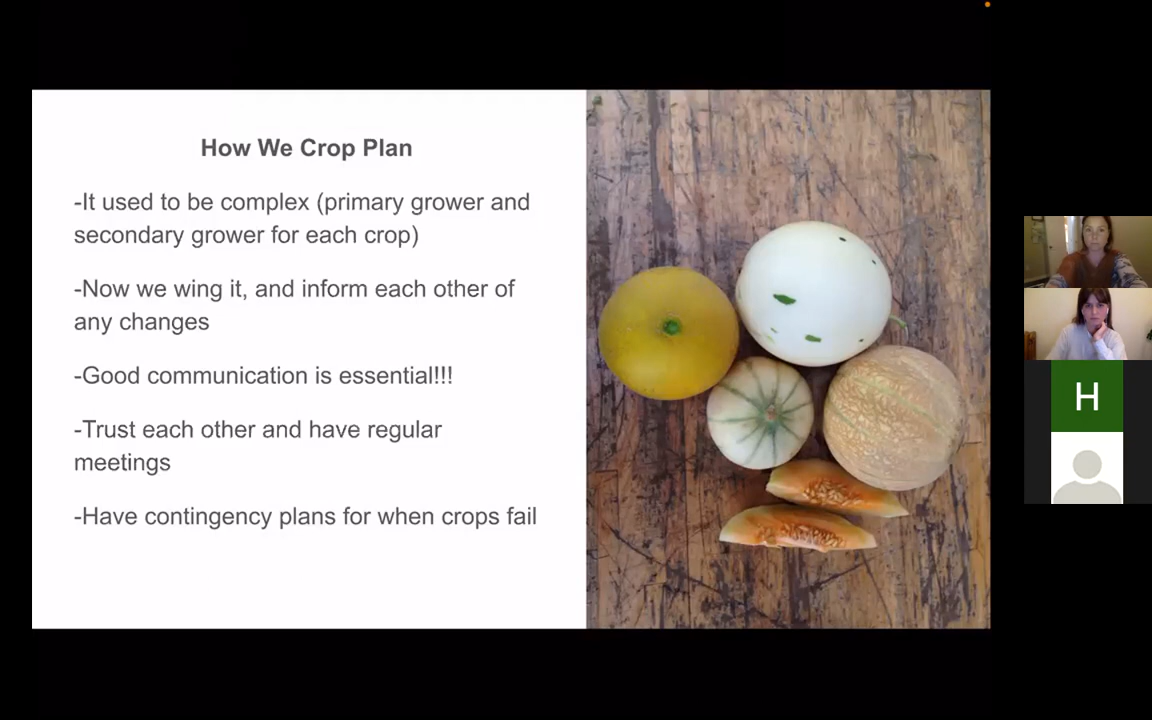 How We Crop Plan
-It used to be complex (primary grower and
secondary grower for each crop)
-Now we wing it, and inform each other of
any changes
-Good communication is essential!!!
-Trust each other and have regular
meetings
-Have contingency plans for when crops fail
H